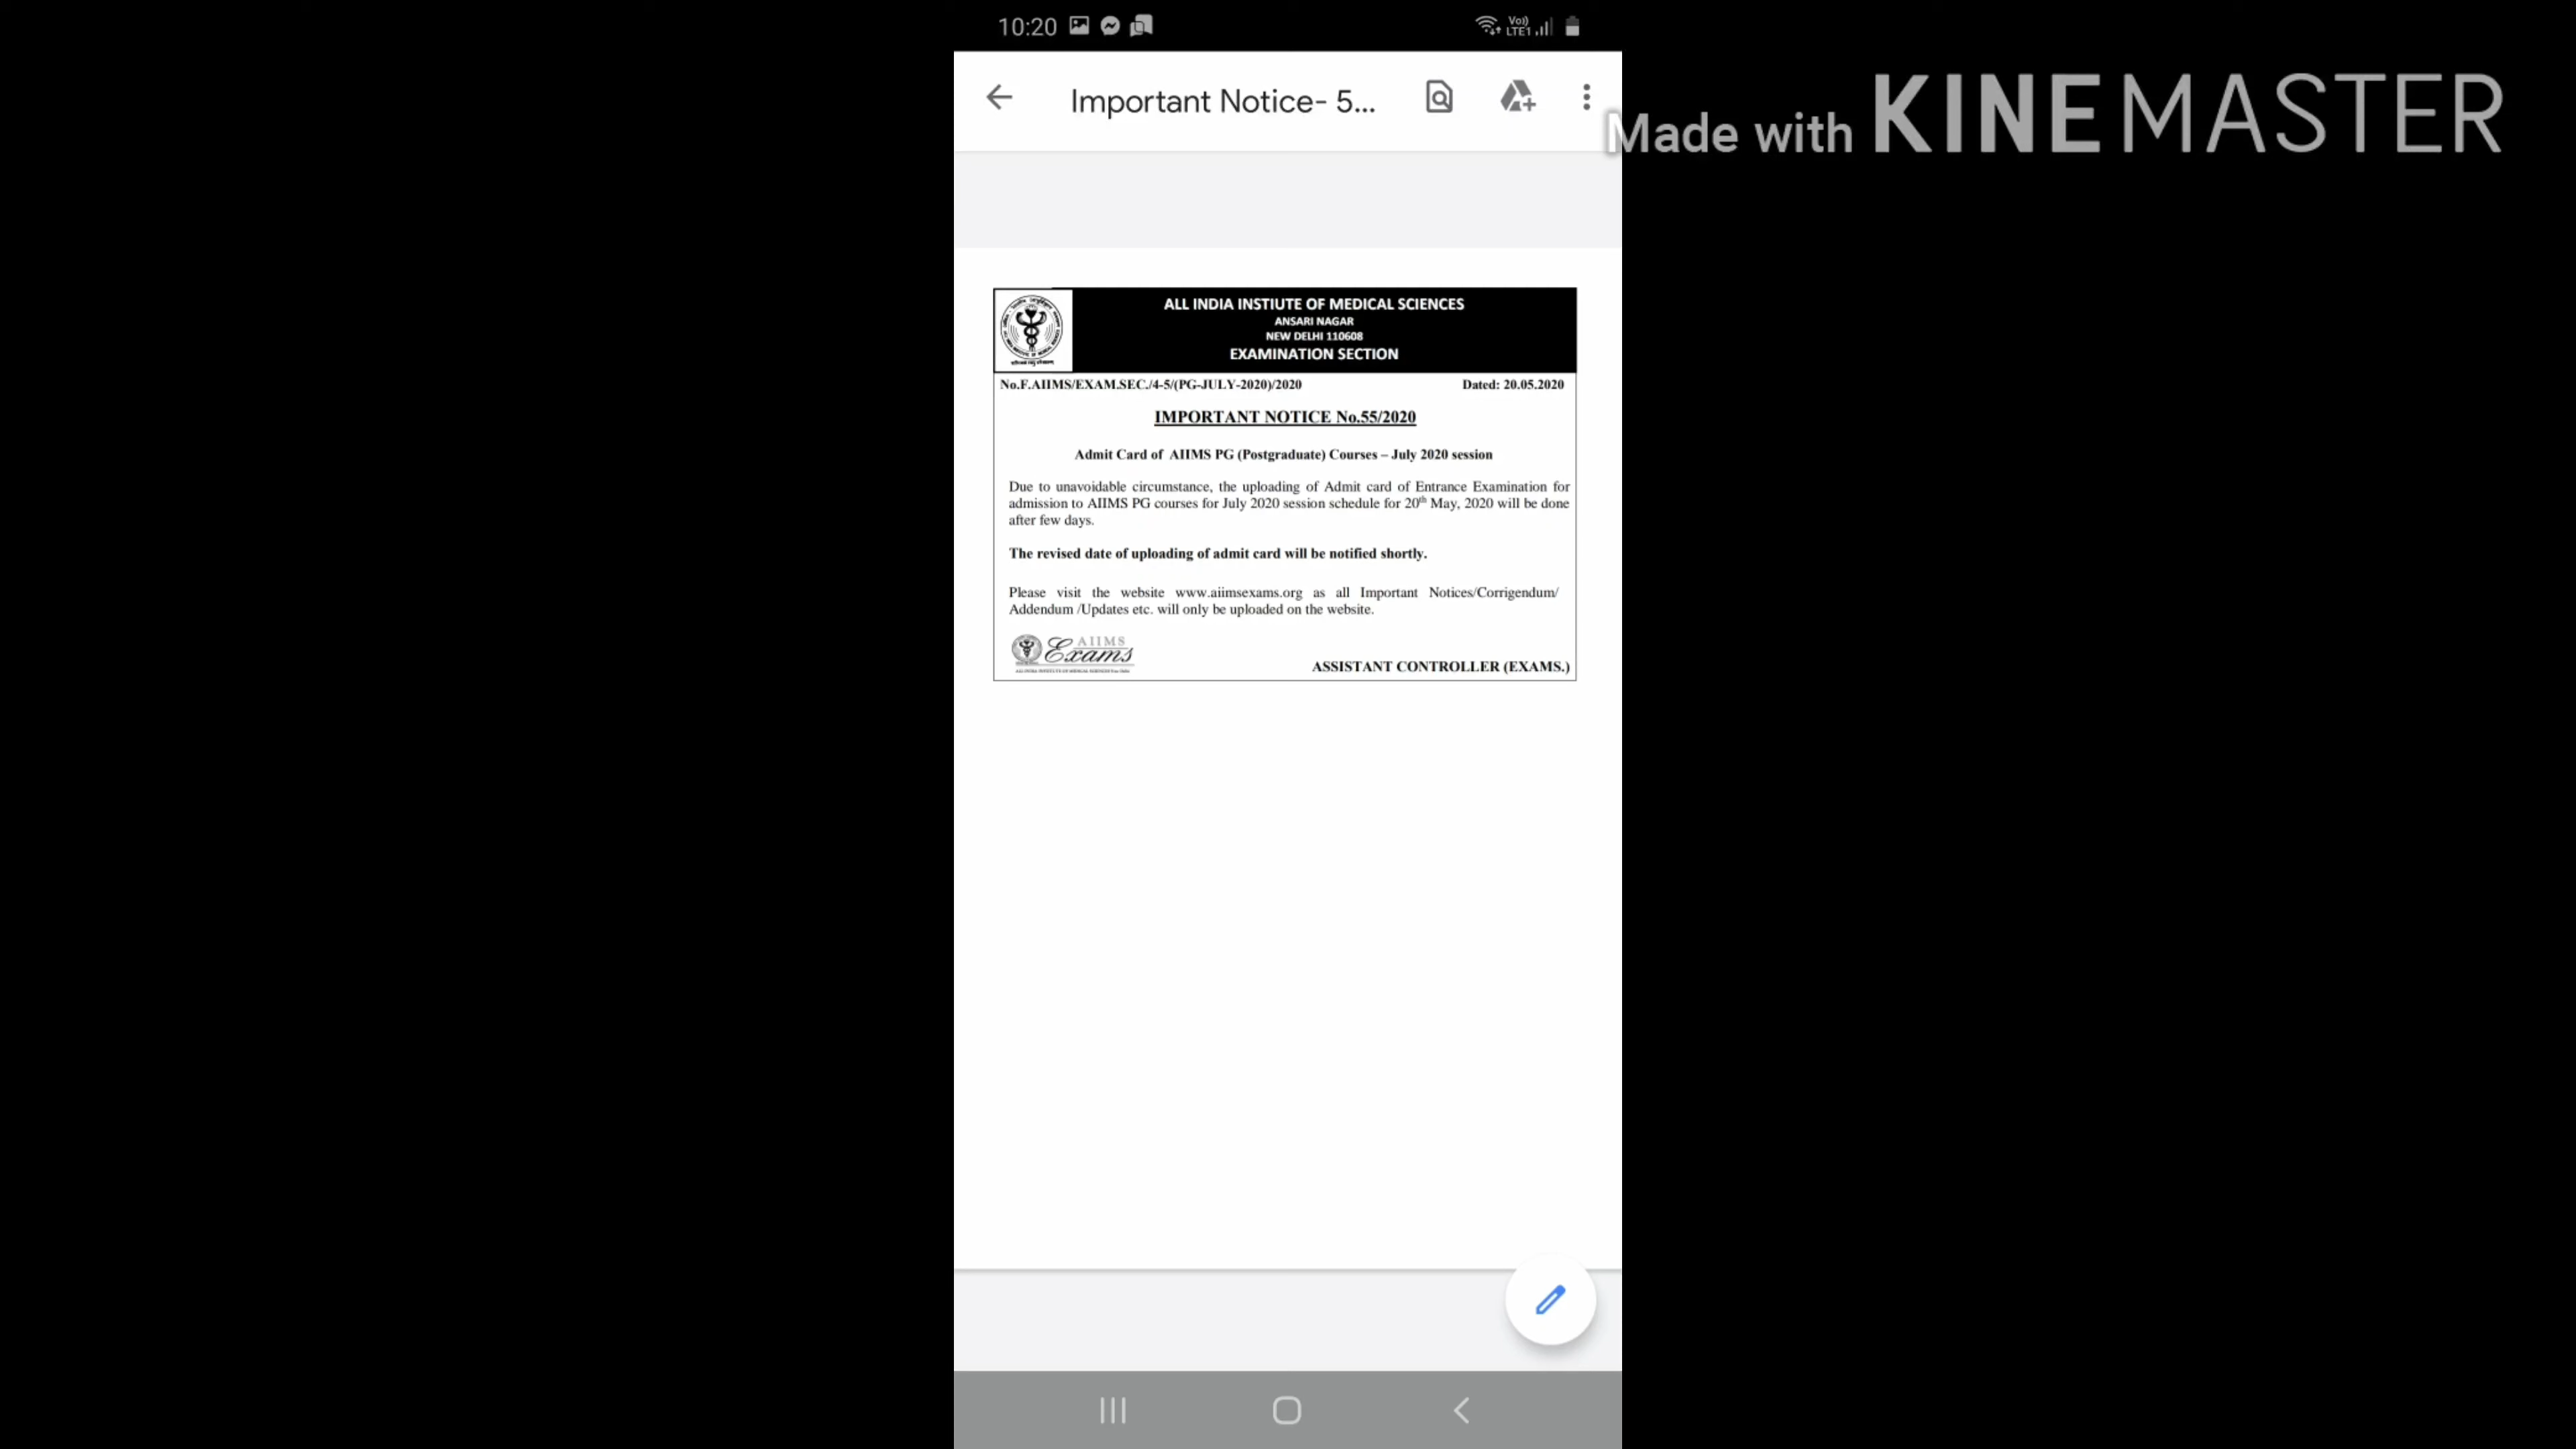 10:20
Vo)
LTE1
Important Notice- 5...
Made with KINEMASTER
ALL INDIA INSTIUTE OF MEDICAL SCIENCES
ANSARI NAGAR
NEW DELHI 110608
EXAMINATION SECTION
No.F.AIIMS/EXAM.SEC./4-5/(PG-JULY-2020)/2020 Dated: 20.05.2020
IMPORTANT NOTICE No.55/2020
Admit Card of AIIMS PG (Postgraduate) Courses – July 2020 session
Due to unavoidable circumstance, the uploading of Admit card of Entrance Examination for
admission to AIIMS PG courses for July 2020 session schedule for 20th May, 2020 will be done
after few days.
The revised date of uploading of admit card will be notified shortly.
Please visit the website www.aiimsexams.org as all Important Notices/Corrigendum/
Addendum /Updates etc. will only be uploaded on the website.
AIIMS
Exams
ASSISTANT CONTROLLER (EXAMS.)